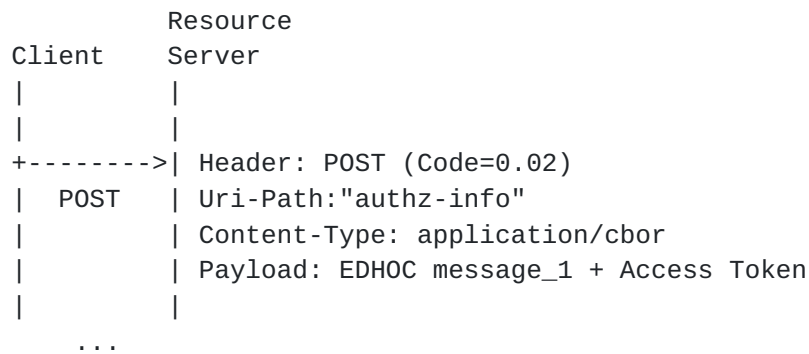 Resource
Client    Server
|          |
|          |
+-------->| Header: POST (Code=0.02)
|  POST   | Uri-Path:"authz-info"
|         | Content-Type: application/cbor
|         | Payload: EDHOC message_1 + Access Token
|         |
    ...